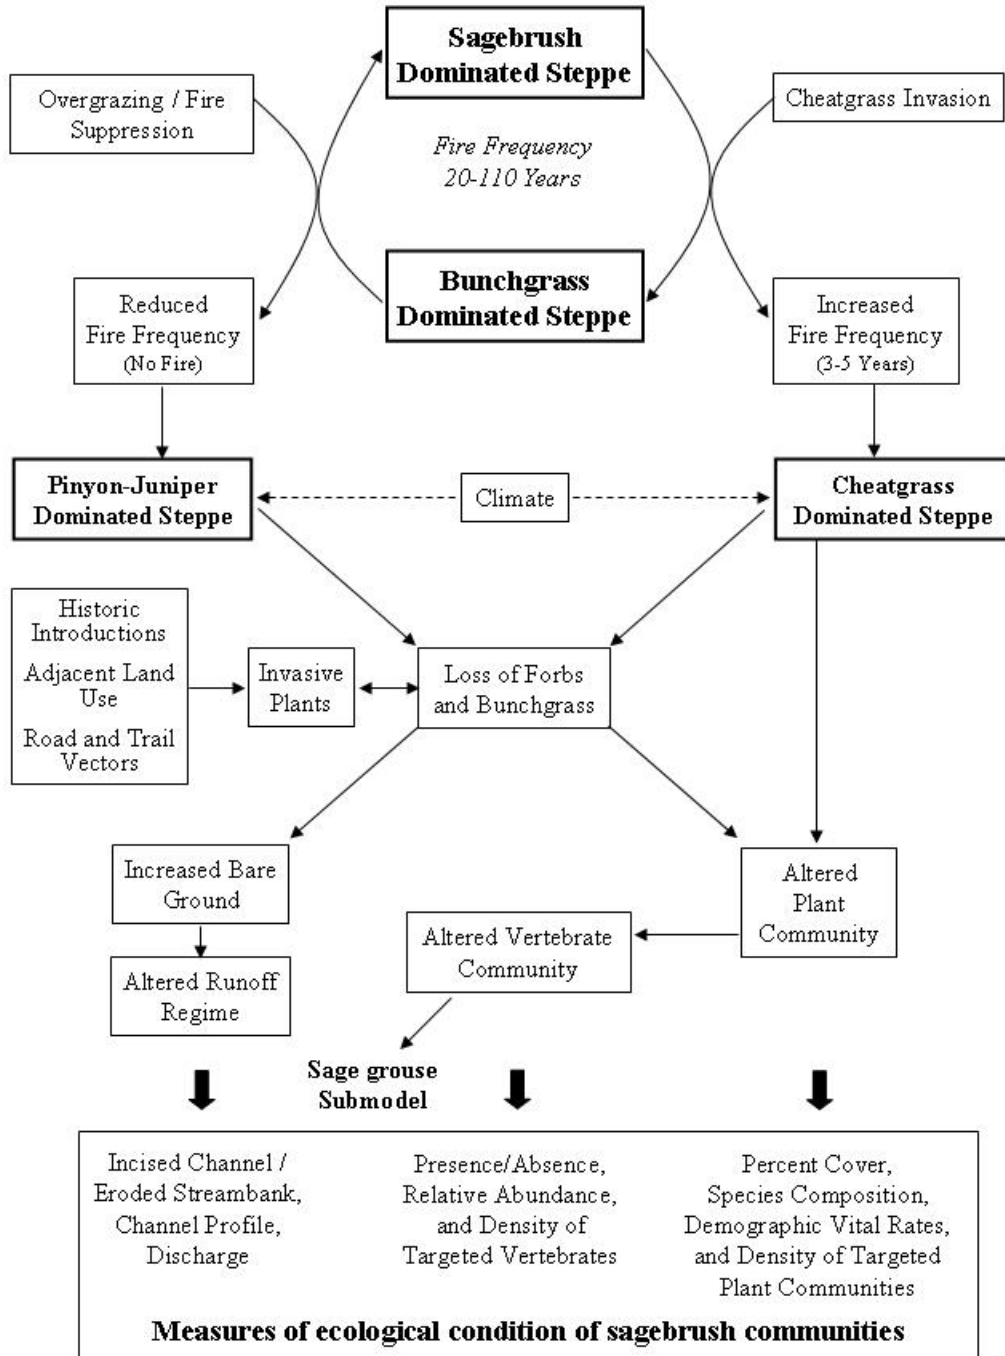 Sagebrush
Dominated Steppe
Overgrazing / Fire
Suppression
Cheatgrass Invasion
Fire Frequency
20-110 Years
Bunchgrass
Dominated Steppe
Reduced
Fire Frequency
(No Fire)
Increased
Fire Frequency
(3-5 Years)
Pinyon-Juniper
Dominated Steppe
Climate
Cheatgrass
Dominated Steppe
Historic
Introductions
Adjacent Land
Use
Road and Trail
Vectors
Invasive
Plants
Loss of Forbs
and Bunchgrass
Increased Bare
Ground
Altered
Plant
Community
Altered Vertebrate
Community
Altered Runoff
Regime
Sage grouse
Submodel
Incised Channel /
Eroded Streambank,
Channel Profile,
Discharge
Presence/Absence,
Relative Abundance,
and Density of
Targeted Vertebrates
Percent Cover,
Species Composition,
Demographic Vital Rates,
and Density of Targeted
Plant Communities
Measures of ecological condition of sagebrush communities